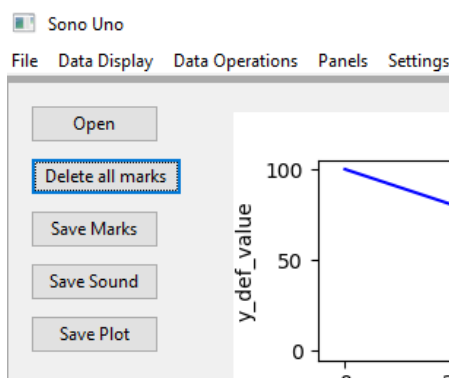 Sono Uno
File Data Display Data Operations Panels Settings
Open
Delete all marks
Save Marks
Save Sound
Save Plot
100
50
0
y_def_value